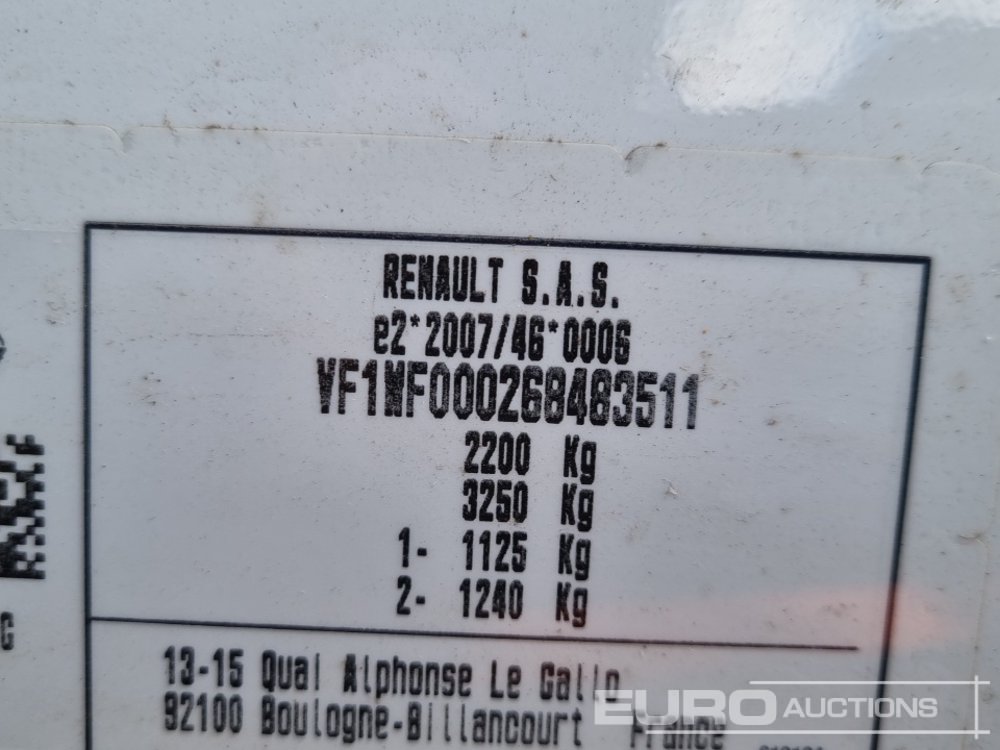 RENAULT S.A.S.
e2*2007/46*0006
VF1MF000268483511
2200 Kg
3250 Kg
1- 1125 Kg
2- 1240 Kg
13-15 Quai Alphonse Le Gallo
92100 Boulogne-Billancourt France
EURO AUCTIONS